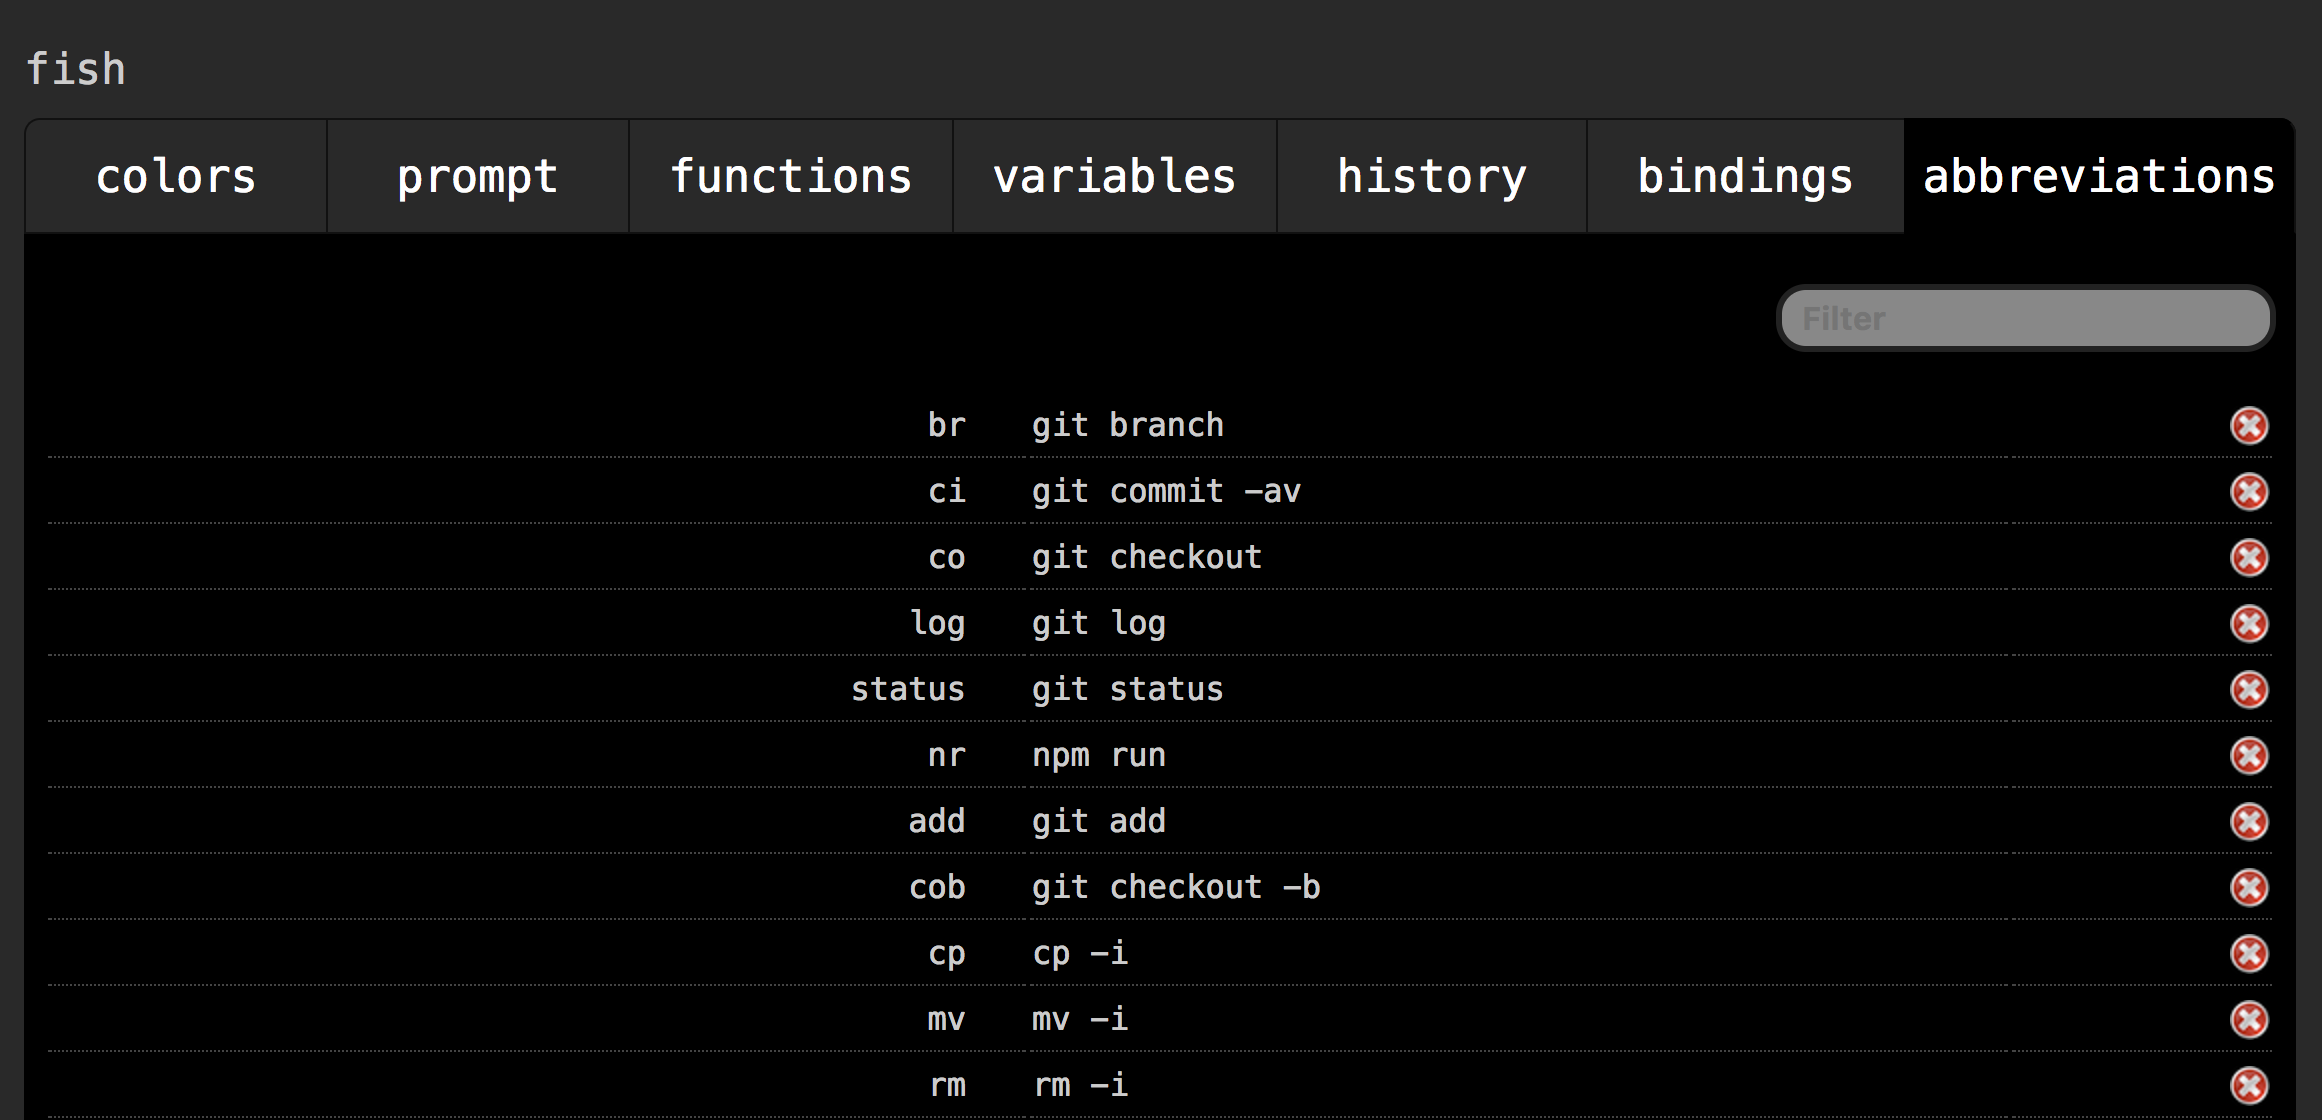 fish
colors prompt functions variables history bindings abbreviations
Filter
br git branch
ci git commit -av
co git checkout
log git log
status git status
nr npm run
add git add
cob git checkout -b
cp cp -i
mv mv -i
rm rm -i